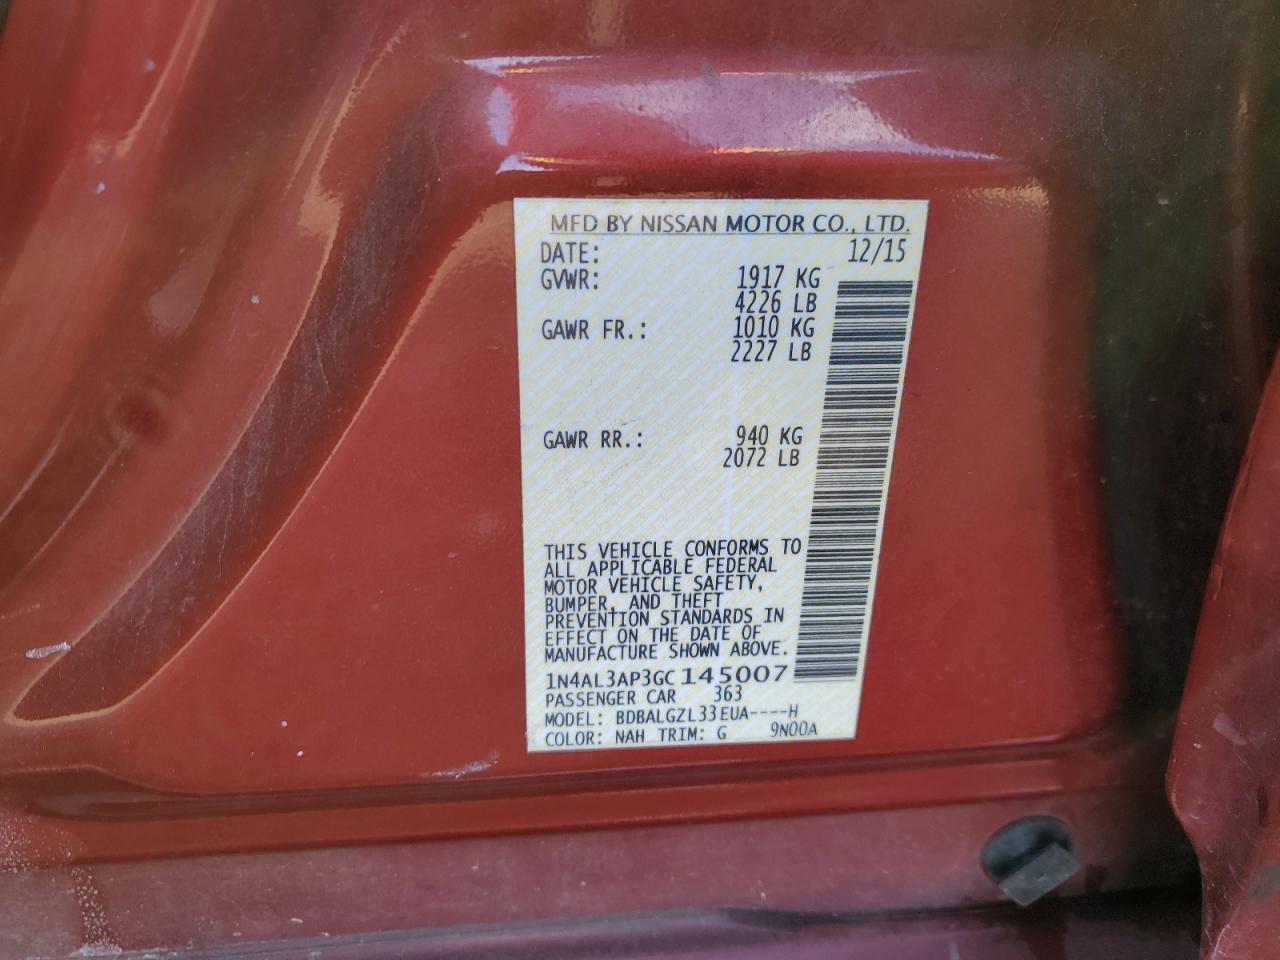 MFD BY NISSAN MOTOR CO., LTD.
DATE: 12/15
GVWR: 1917 KG
4226 LB
GAWR FR.: 1010 KG
2227 LB
GAWR RR.: 940 KG
2072 LB
THIS VEHICLE CONFORMS TO
ALL APPLICABLE FEDERAL
MOTOR VEHICLE SAFETY,
BUMPER, AND THEFT
PREVENTION STANDARDS IN
EFFECT ON THE DATE OF
MANUFACTURE SHOWN ABOVE.
1N4AL3AP3GC145007
PASSENGER CAR 363
MODEL: BDBALGZL33EUA----H
COLOR: NAH TRIM: G 9N00A